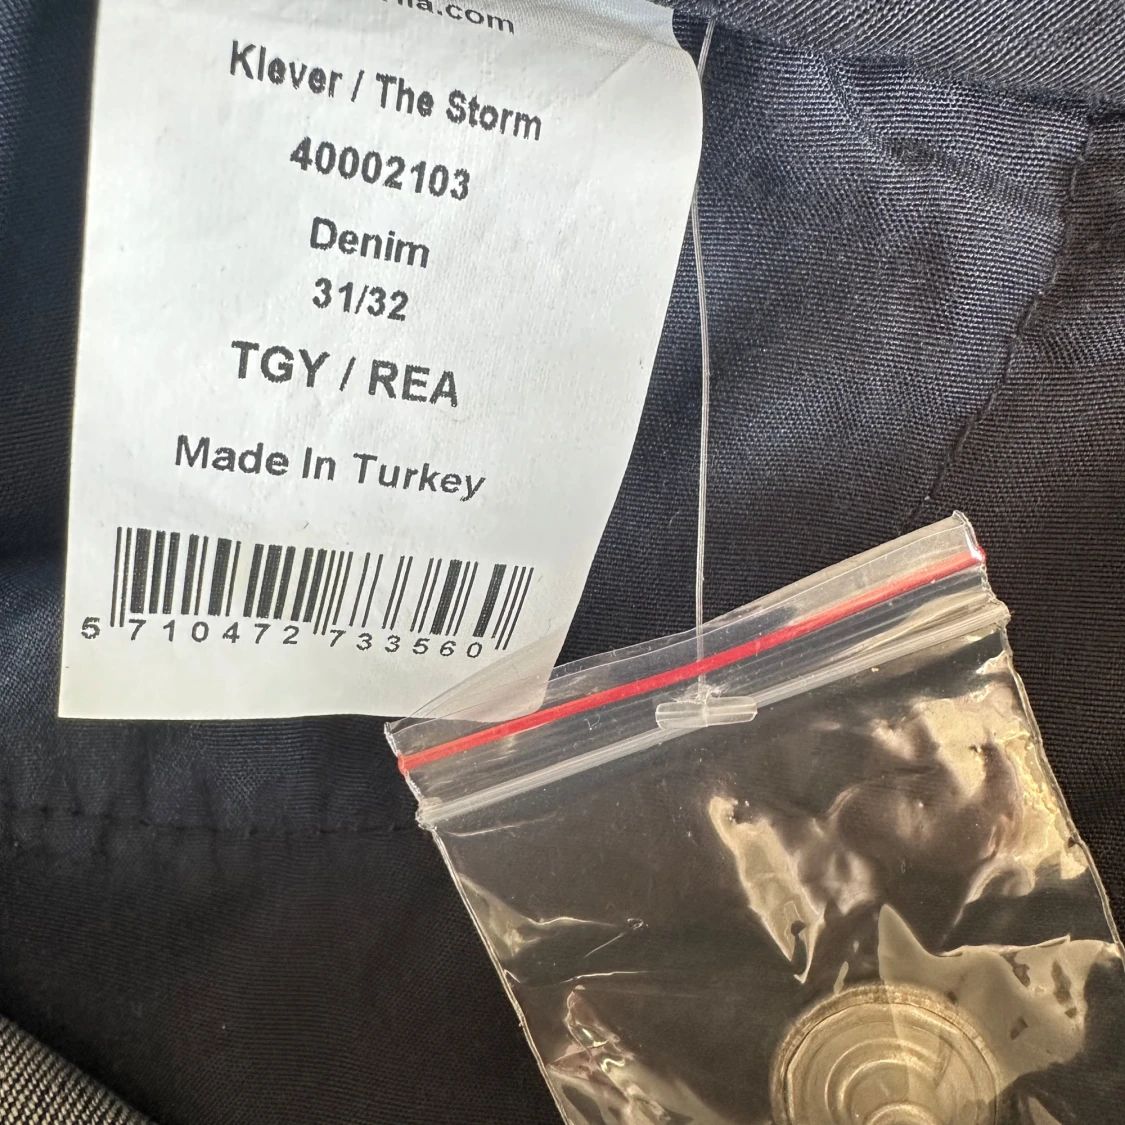 Klever / The Storm
40002103
Denim
31/32
TGY / REA
Made In Turkey
5 710472 733560